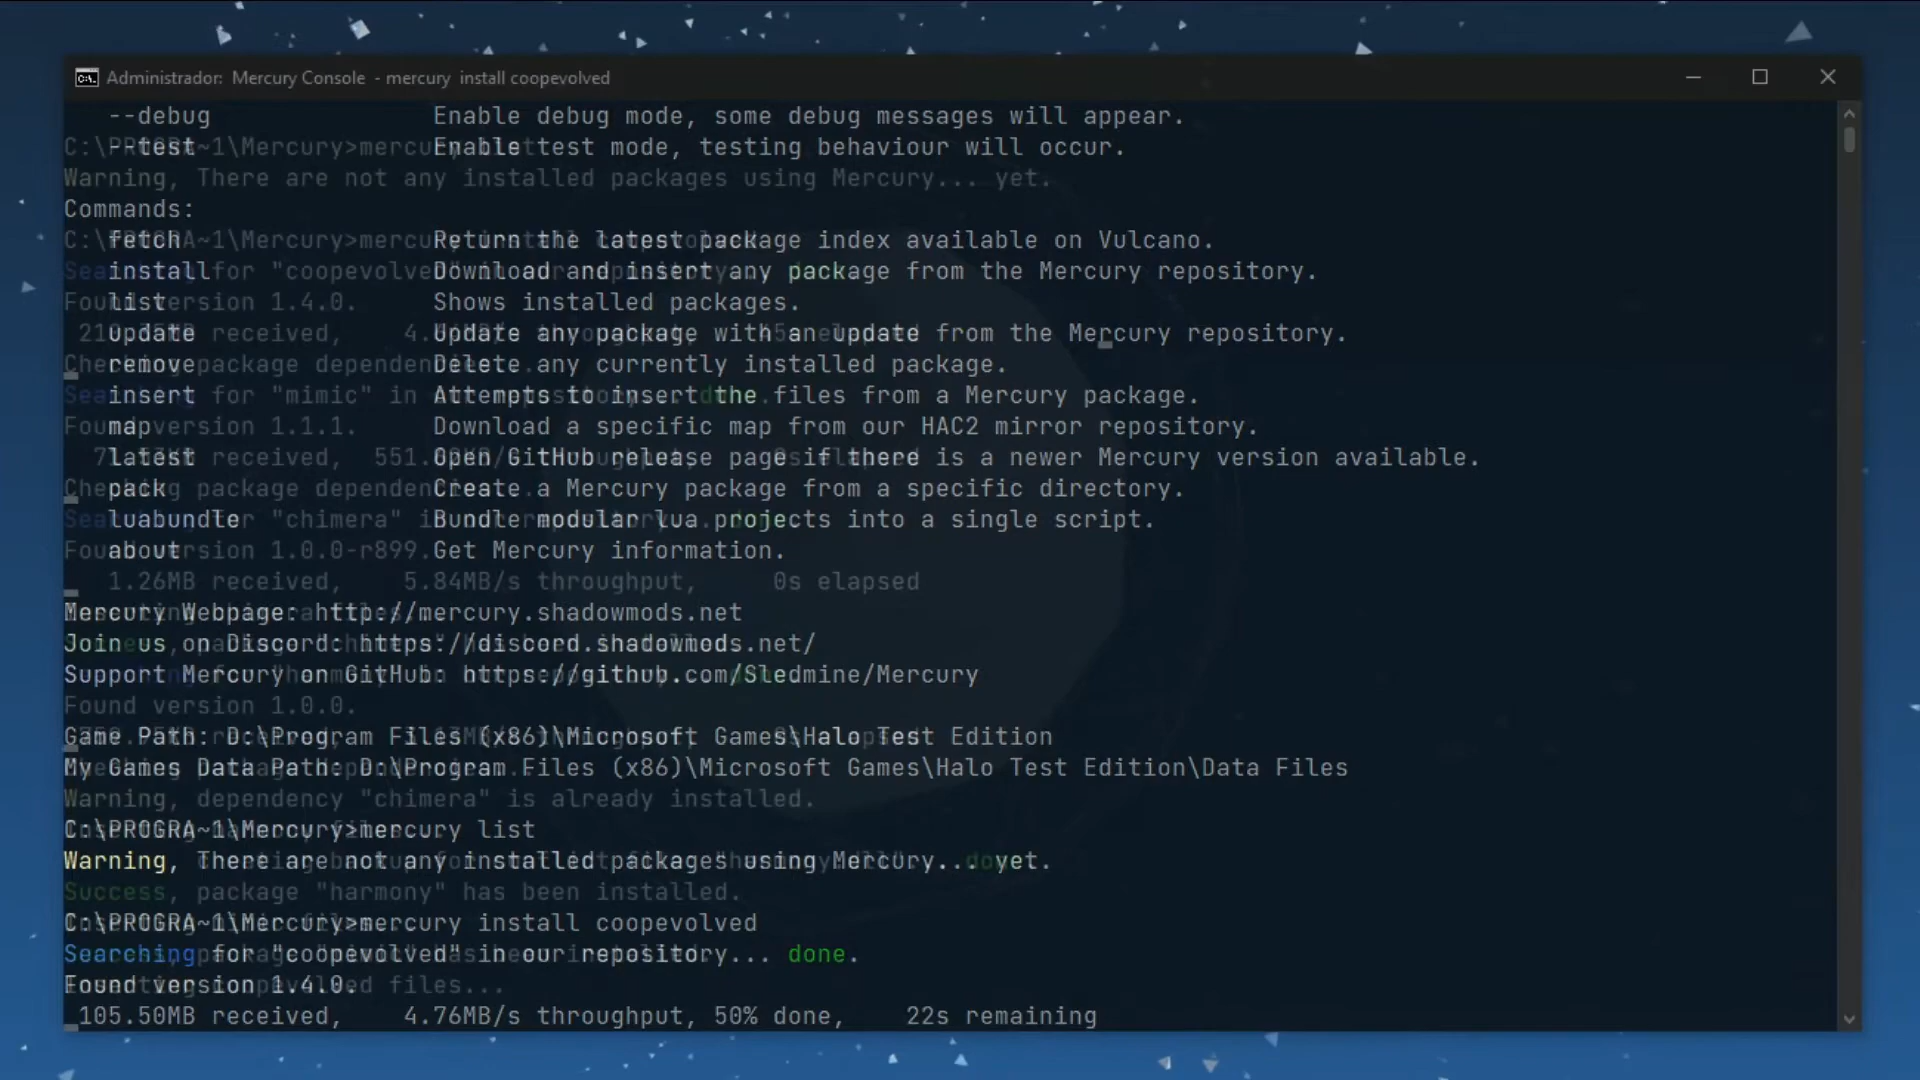 Administrador: Mercury Console - mercury install coopevolved
--debug Enable debug mode, some debug messages will appear.
--test Enable test mode, testing behaviour will occur.
Warning, There are not any installed packages using Mercury... yet.
Commands:
fetch Return the latest package index available on Vulcano.
install Download and insert any package from the Mercury repository.
list Shows installed packages.
update Update any package with an update from the Mercury repository.
remove Delete any currently installed package.
insert Attempts to insert the files from a Mercury package.
map Download a specific map from our HAC2 mirror repository.
latest Open GitHub release page if there is a newer Mercury version available.
pack Create a Mercury package from a specific directory.
luabundle Bundle modular lua projects into a single script.
about Get Mercury information.
1.26MB received, 5.84MB/s throughput, 0s elapsed
Mercury Webpage: http://mercury.shadowmods.net
Join us on Discord: https://discord.shadowmods.net/
Support Mercury on GitHub: https://github.com/Sledmine/Mercury
Found version 1.0.0.
Game Path: D:\Program Files (x86)\Microsoft Games\Halo Test Edition
My Games Data Path: D:\Program Files (x86)\Microsoft Games\Halo Test Edition\Data Files
Warning, dependency "chimera" is already installed.
C:\PROGRA~1\Mercury>mercury list
Warning, There are not any installed packages using Mercury... yet.
Success, package "harmony" has been installed.
C:\PROGRA~1\Mercury>mercury install coopevolved
Searching for "coopevolved" in our repository... done.
Found version 1.4.0.
105.50MB received, 4.76MB/s throughput, 50% done, 22s remaining